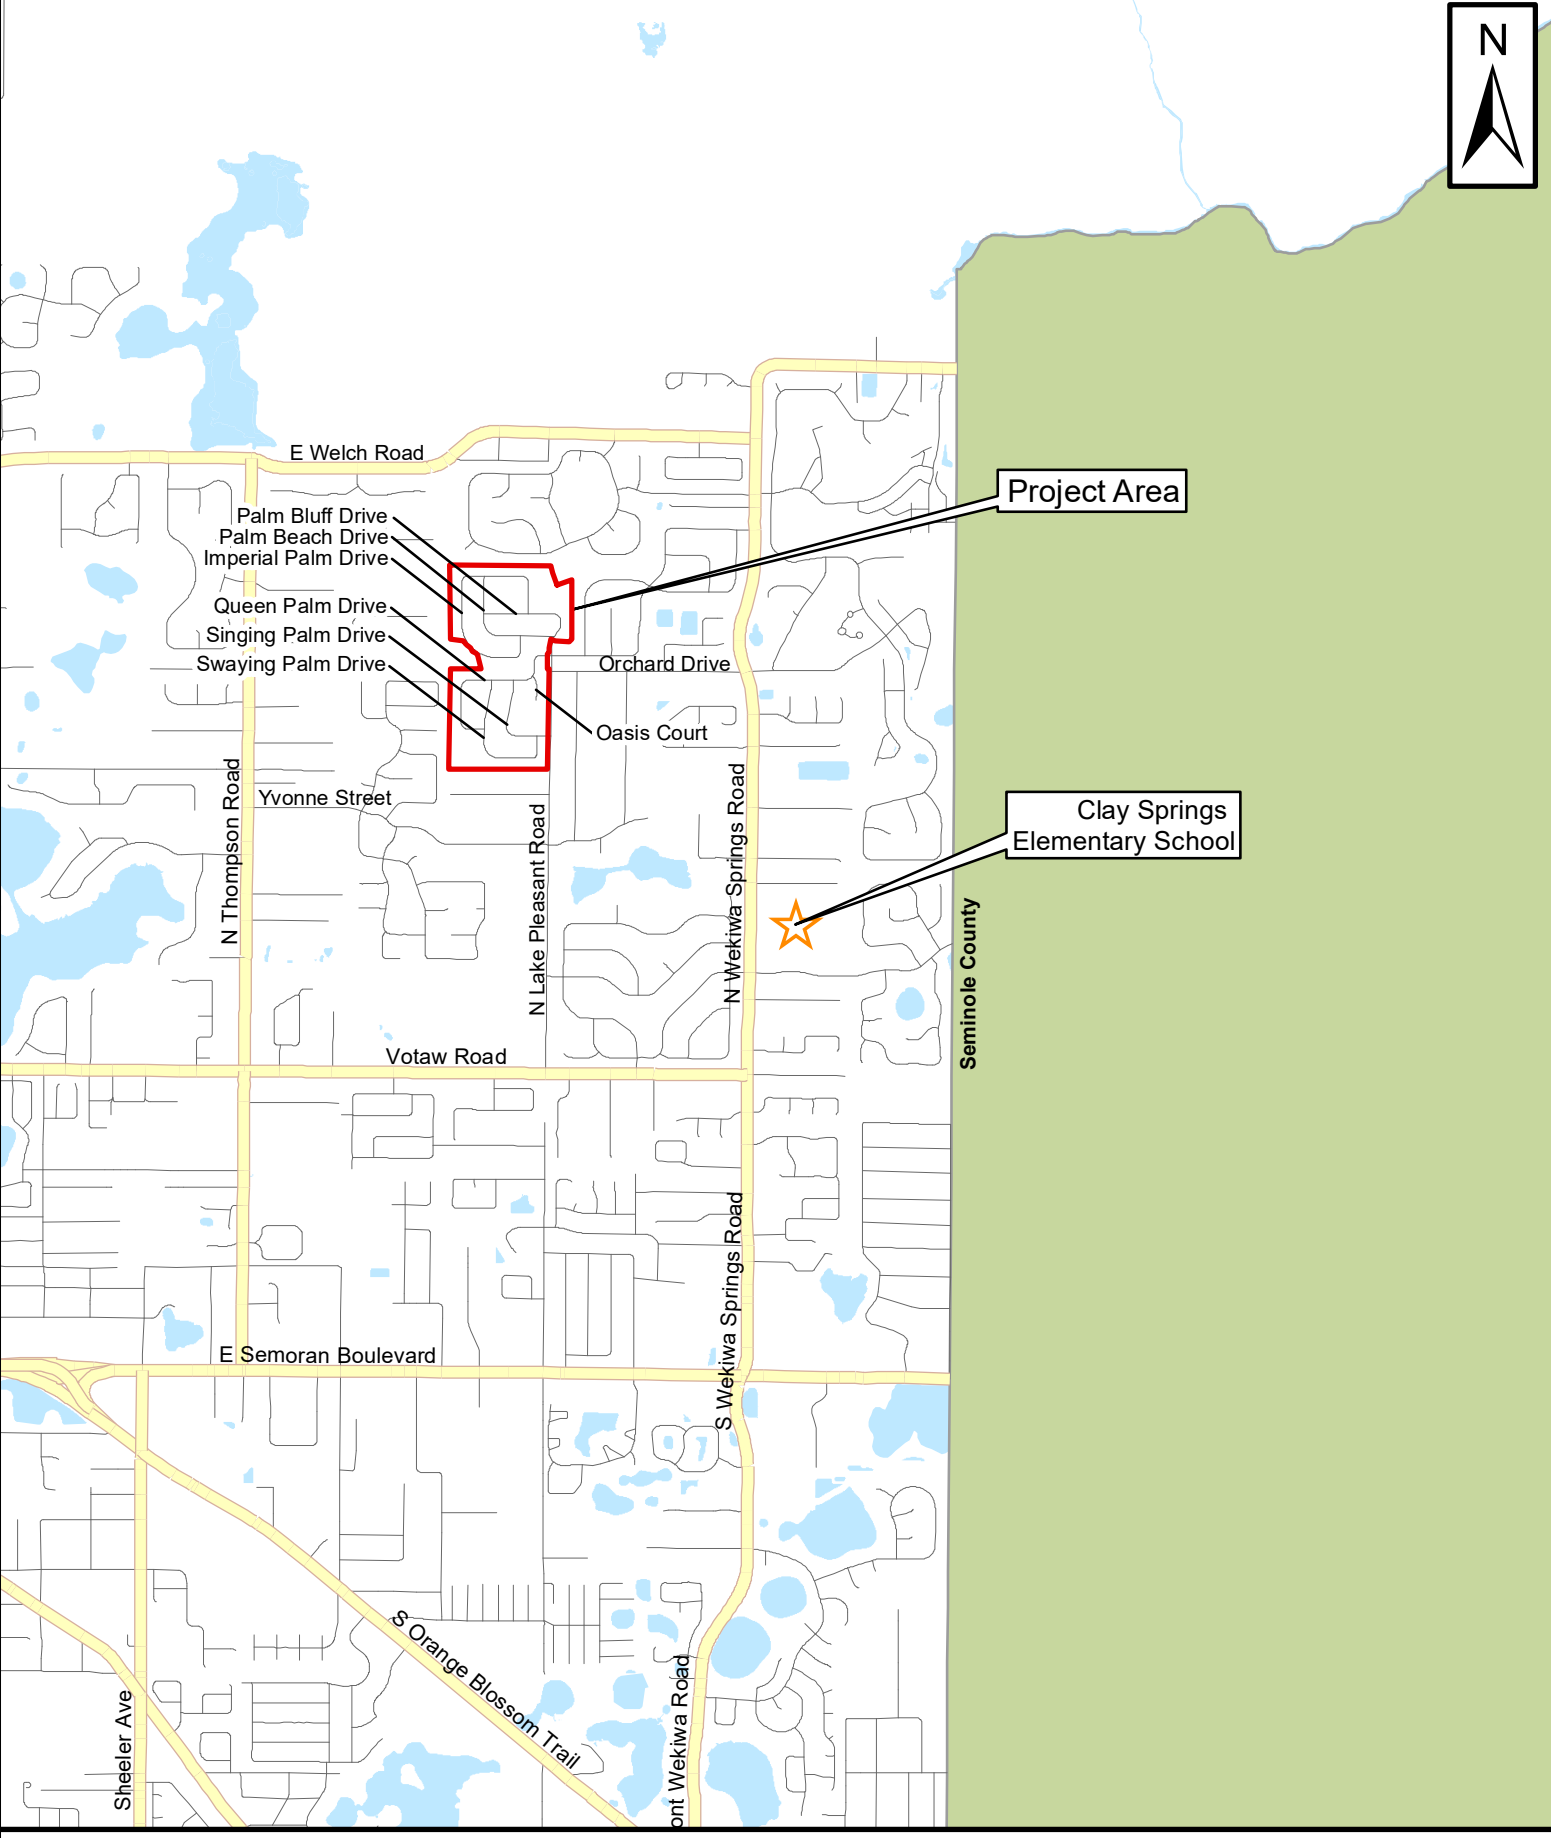 N
E Welch Road
Project Area
Palm Bluff Drive
Palm Beach Drive
Imperial Palm Drive
Queen Palm Drive
Singing Palm Drive
Swaying Palm Drive
Orchard Drive
Oasis Court
N Thompson Road
Yvonne Street
N Lake Pleasant Road
N Wekiwa Springs Road
Clay Springs
Elementary School
Seminole County
Votaw Road
S Wekiwa Springs Road
E Semoran Boulevard
S Orange Blossom Trail
Sheeler Ave
ont Wekiwa Road